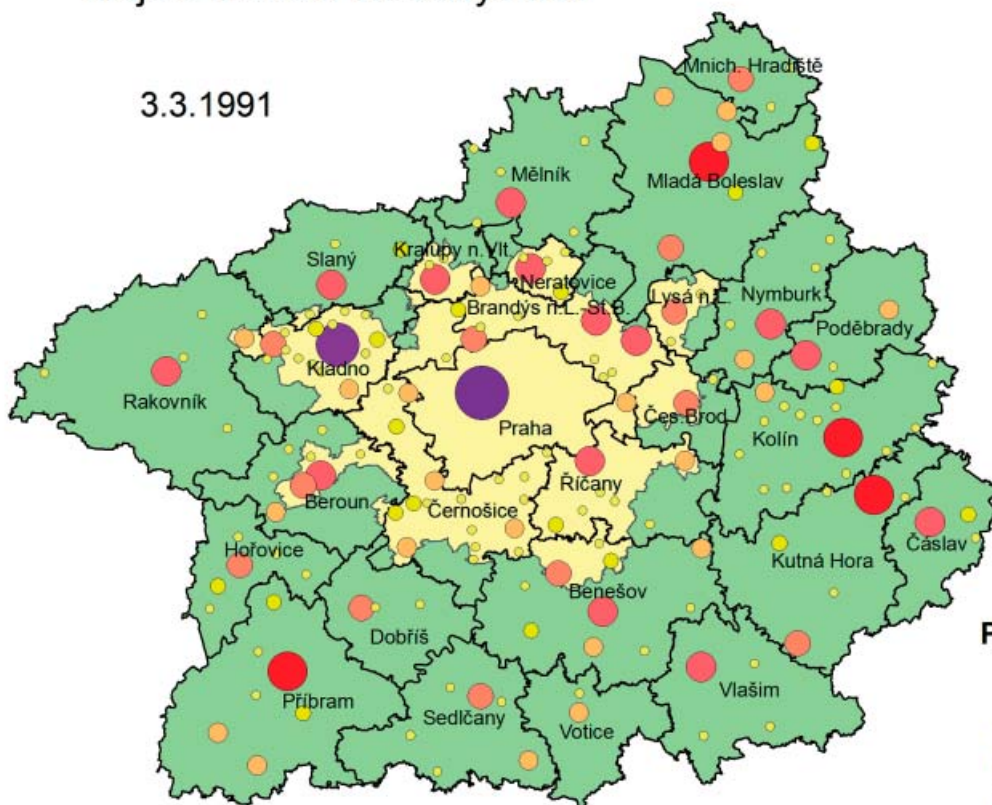 3.3.1991
Mnich. Hradiště
Mělník
Mladá Boleslav
Slaný
Kralupy n. Vlt.
Neratovice
Lysá n.L.
Nymburk
Brandýs n.L.-St.B.
Poděbrady
Kladno
Rakovník
Praha
Čes.Brod
Kolín
Říčany
Beroun
Černošice
Hořovice
Kutná Hora
Čáslav
Benešov
Dobříš
Vlašim
Příbram
Sedlčany
Votice